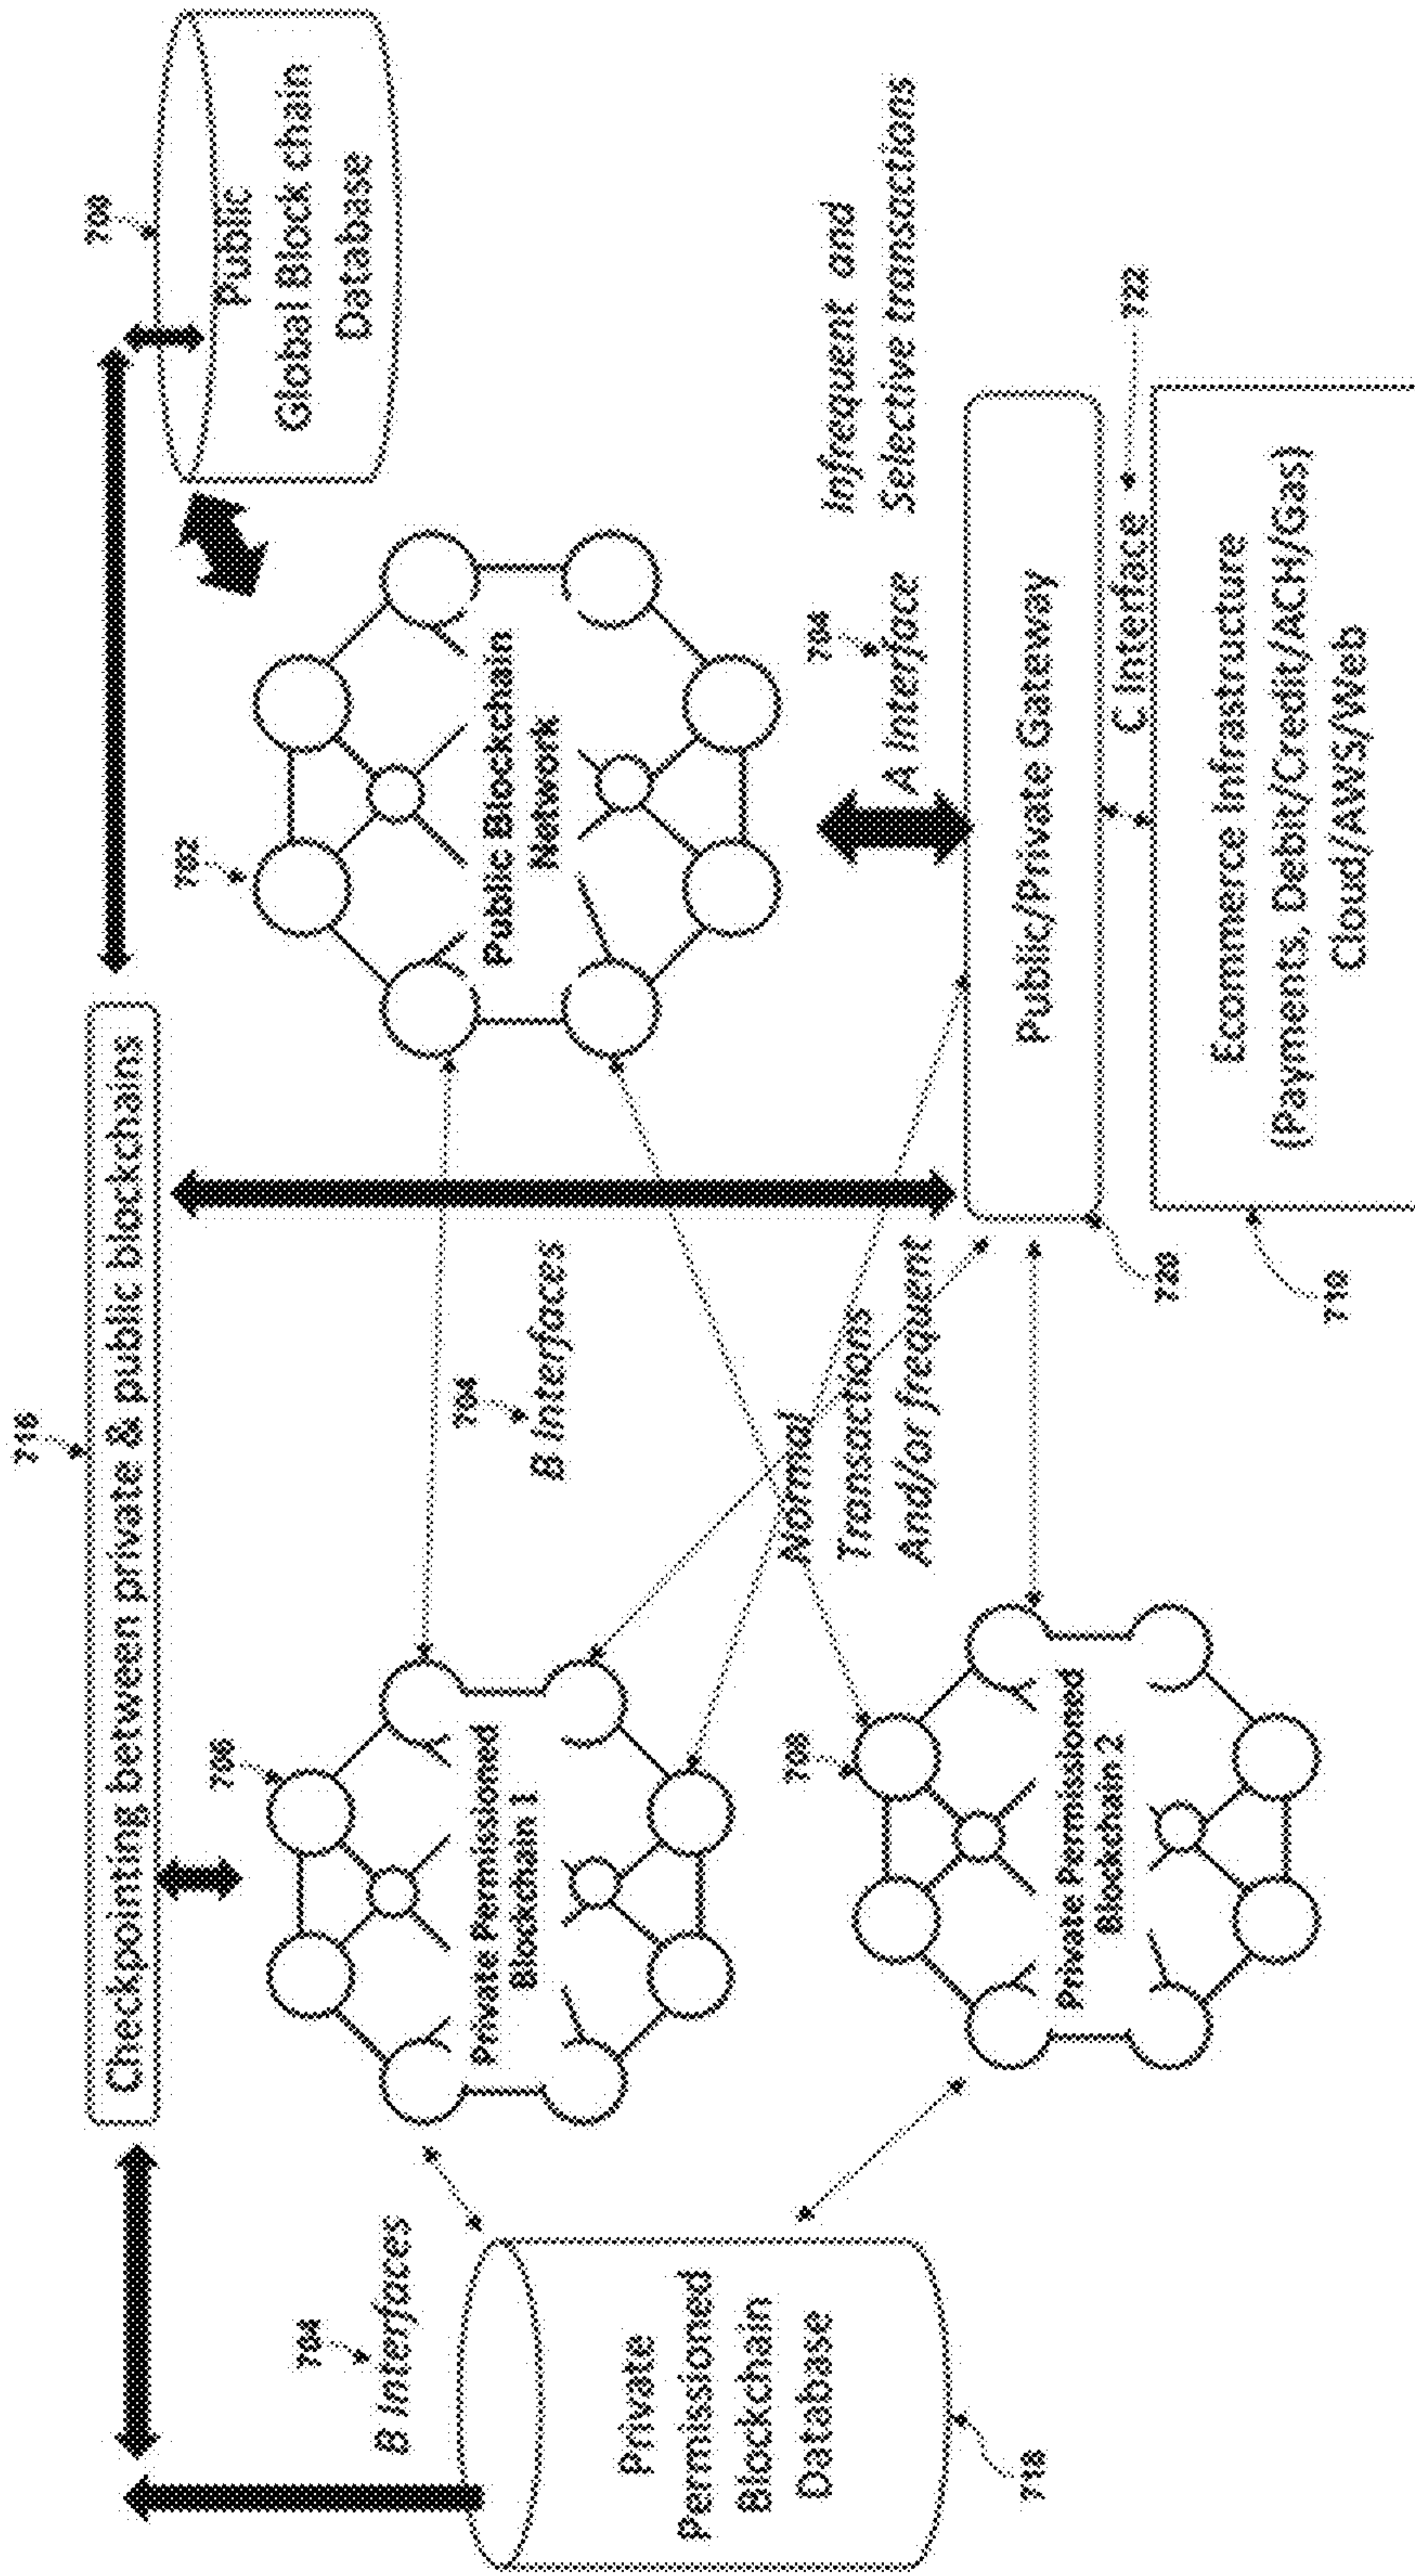 716
Checkpointing between private & public blockchains
708
Public
Global Block chain
Database
702
Public Blockchain
Network
706
Private Permissioned
Blockchain 1
704
B Interfaces
704
B Interfaces
Private
Permissioned
Blockchain
Database
718
708
Private Permissioned
Blockchain 2
Normal
Transactions
And/or frequent
704
A Interface
Infrequent and
Selective transactions
Public/Private Gateway
720
C Interface
722
Ecommerce Infrastructure
(Payments, Debit/Credit/ACH/Gas)
Cloud/AWS/Web